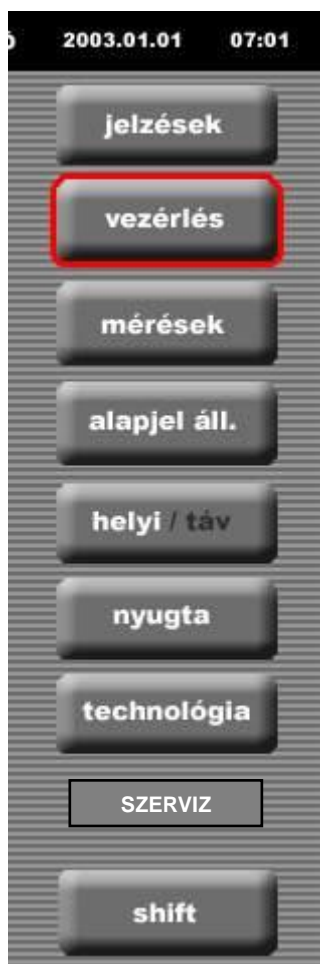 ó 2003.01.01 07:01
jelzések
vezérlés
mérések
alapjel áll.
helyi / táv
nyugta
technológia
SZERVIZ
shift